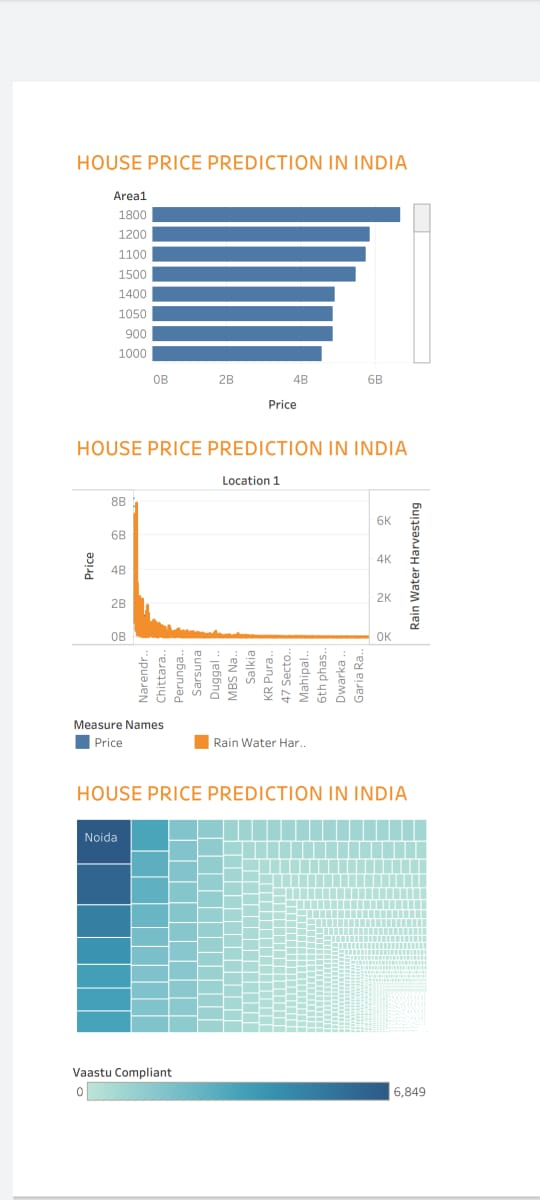 HOUSE PRICE PREDICTION IN INDIA
Area1
1800
1200
1100
1500
1400
1050
900
1000
0B 2B 4B 6B
Price
HOUSE PRICE PREDICTION IN INDIA
Location 1
8B
6B
4B
2B
0B
Price
6K
4K
2K
0K
Rain Water Harvesting
Narendr..
Chittara..
Perunga..
Sarsuna
Duggal ..
MBS Na..
Salkia
KR Pura..
47 Secto..
Mahipal..
6th phas..
Dwarka ..
Garia Ra..
Measure Names
Price Rain Water Har..
HOUSE PRICE PREDICTION IN INDIA
Noida
Vaastu Compliant
0 6,849